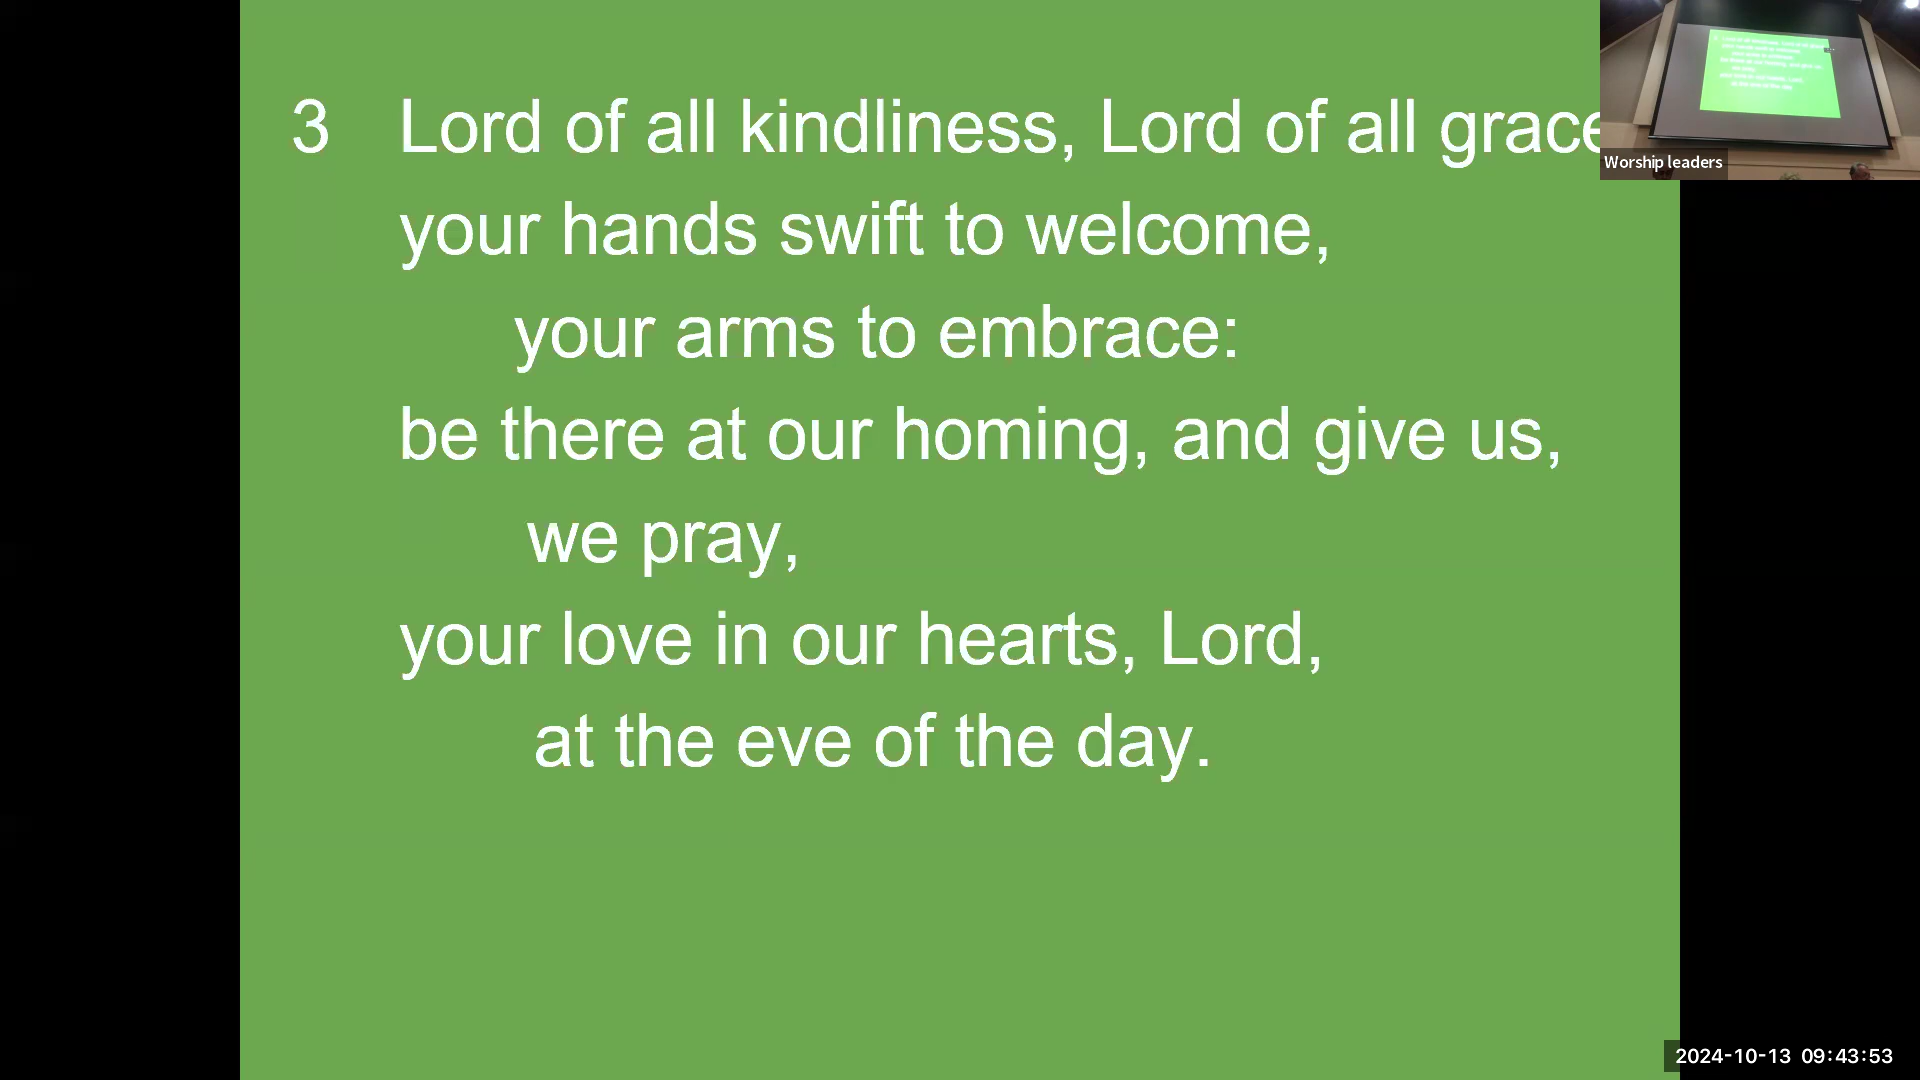 3 Lord of all kindliness, Lord of all grace
your hands swift to welcome,
your arms to embrace:
be there at our homing, and give us,
we pray,
your love in our hearts, Lord,
at the eve of the day.
Worship leaders
2024-10-13 09:43:53